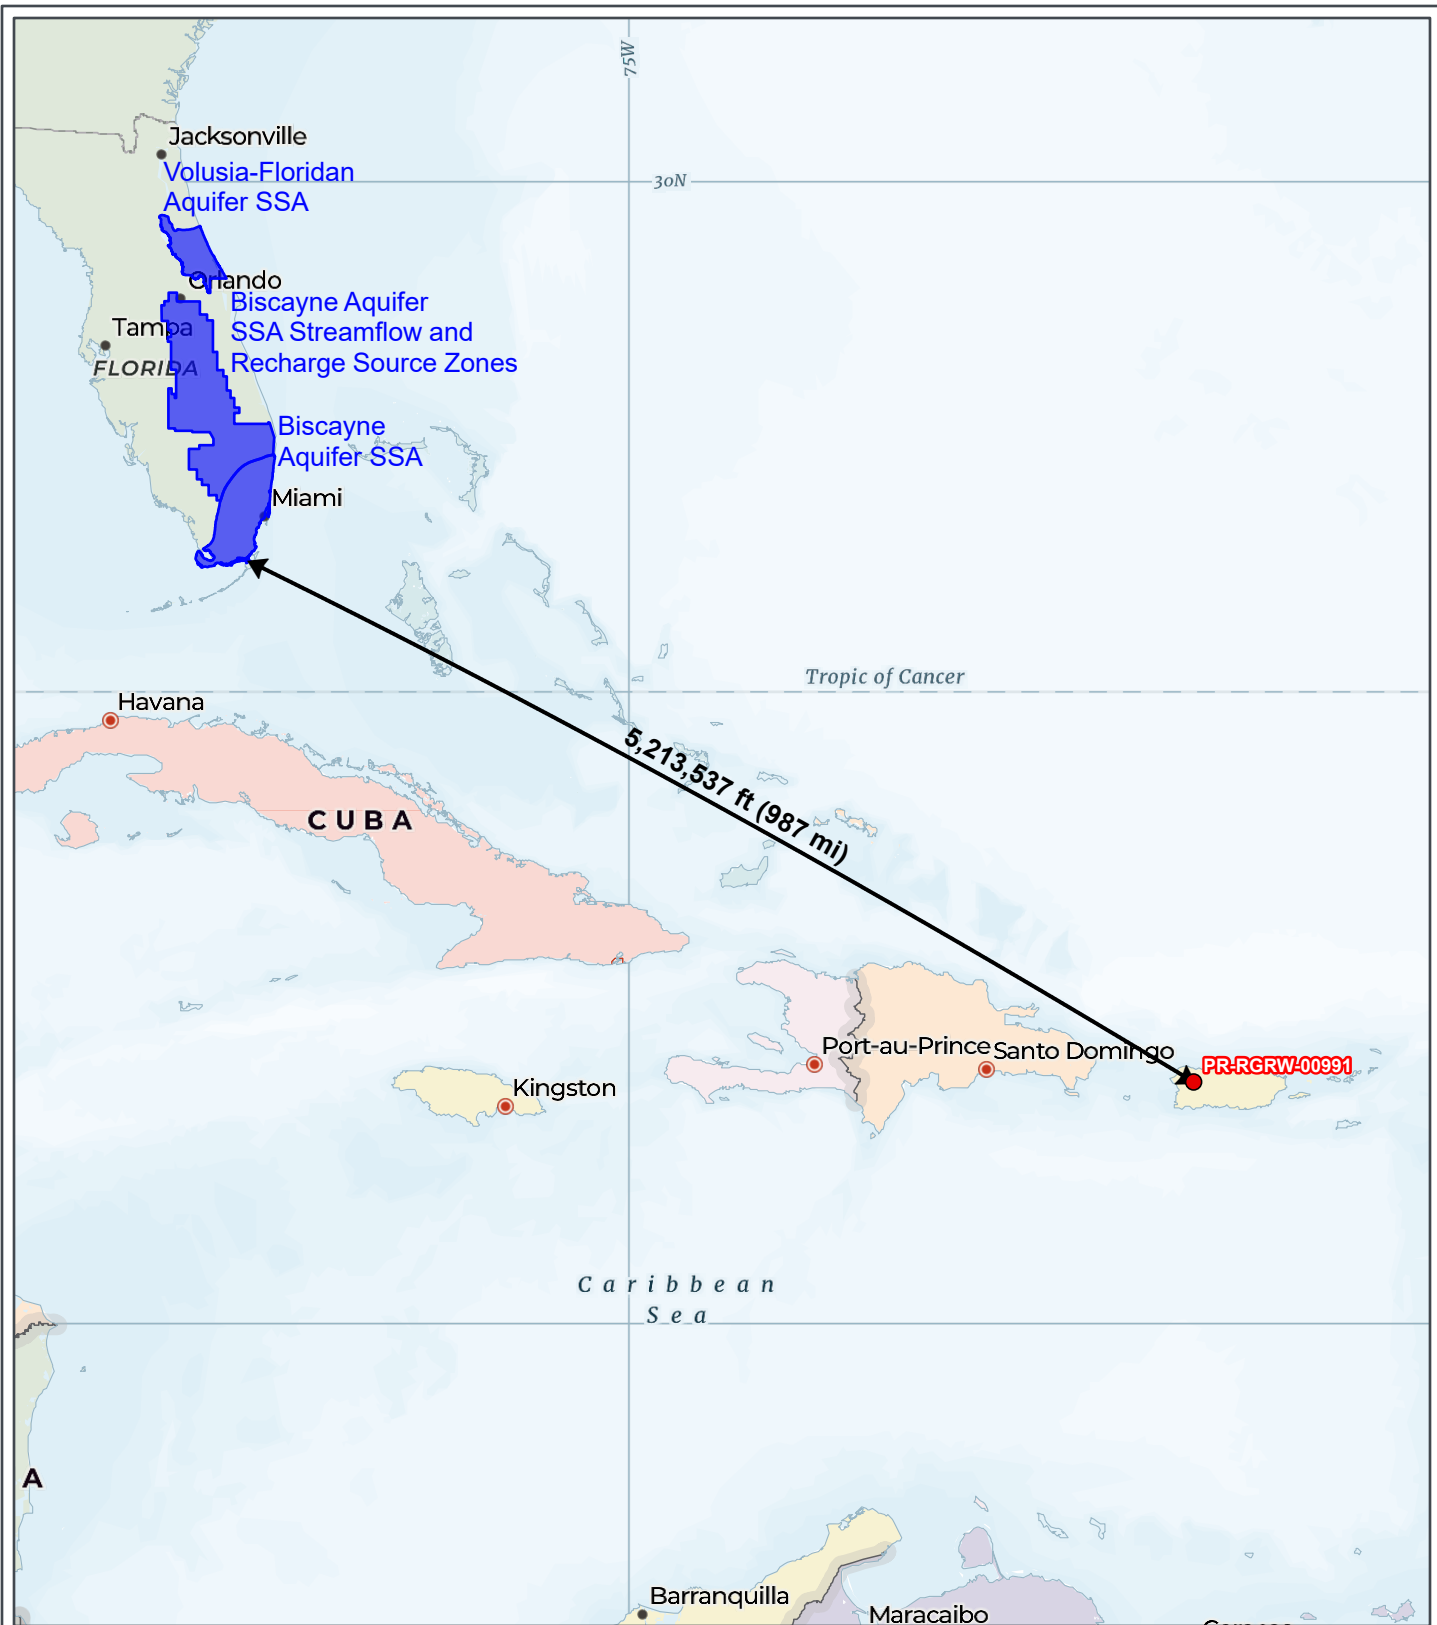 75W
Jacksonville
Volusia-Floridan
Aquifer SSA
30N
Orlando
Biscayne Aquifer
SSA Streamflow and
Recharge Source Zones
Tampa
FLORIDA
Biscayne
Aquifer SSA
Miami
Tropic of Cancer
Havana
5,213,537 ft (987 mi)
CUBA
Port-au-Prince
Santo Domingo
PR-RGRW-00991
Kingston
Caribbean
Sea
A
Barranquilla
Maracaibo